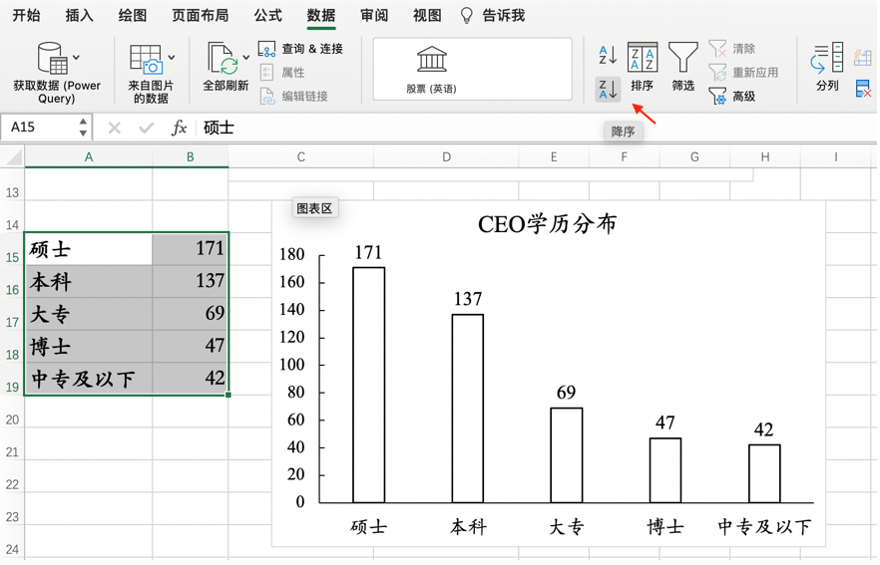 开始 插入 绘图 页面布局 公式 数据 审阅 视图 告诉我
获取数据 (Power Query)
来自图片的数据
全部刷新
查询 & 连接
属性
编辑链接
股票 (英语)
A Z
Z A
排序
筛选
清除
重新应用
高级
分列
降序
A15 fx 硕士
A B C D E F G H I
13
14
15 硕士 171
16 本科 137
17 大专 69
18 博士 47
19 中专及以下 42
20
21
22
23
24
图表区
CEO学历分布
180
160
140
120
100
80
60
40
20
0
171
137
69
47
42
硕士 本科 大专 博士 中专及以下